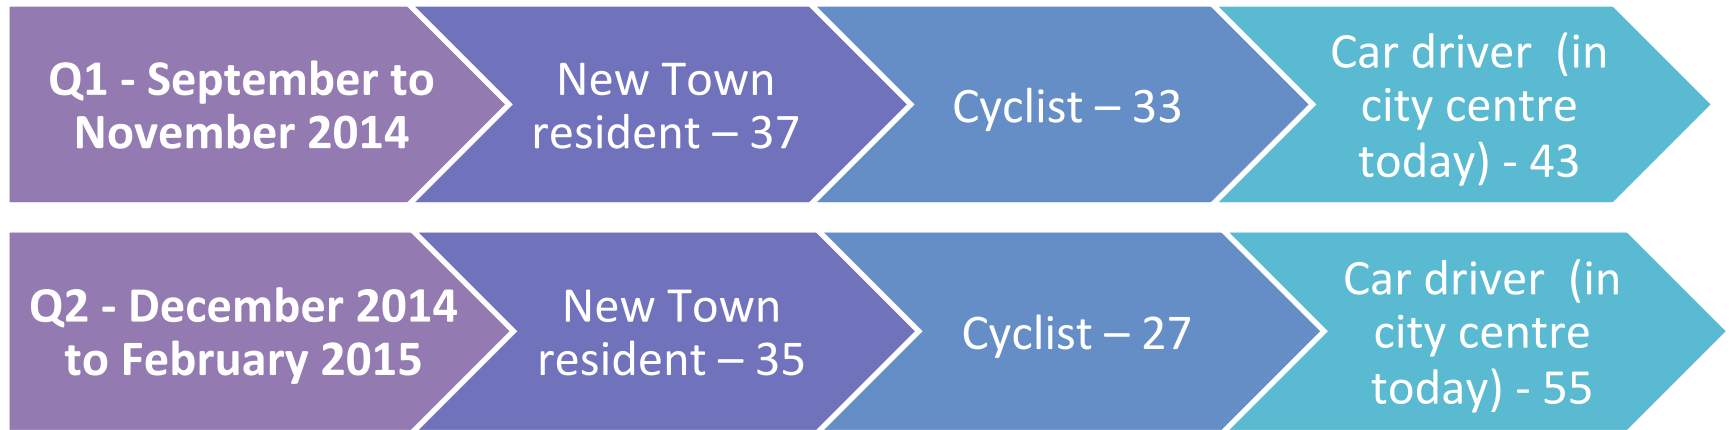 Q1 - September to
November 2014
New Town
resident – 37
Cyclist – 33
Car driver  (in
city centre
today) - 43
Q2 - December 2014
to February 2015
New Town
resident – 35
Cyclist – 27
Car driver  (in
city centre
today) - 55